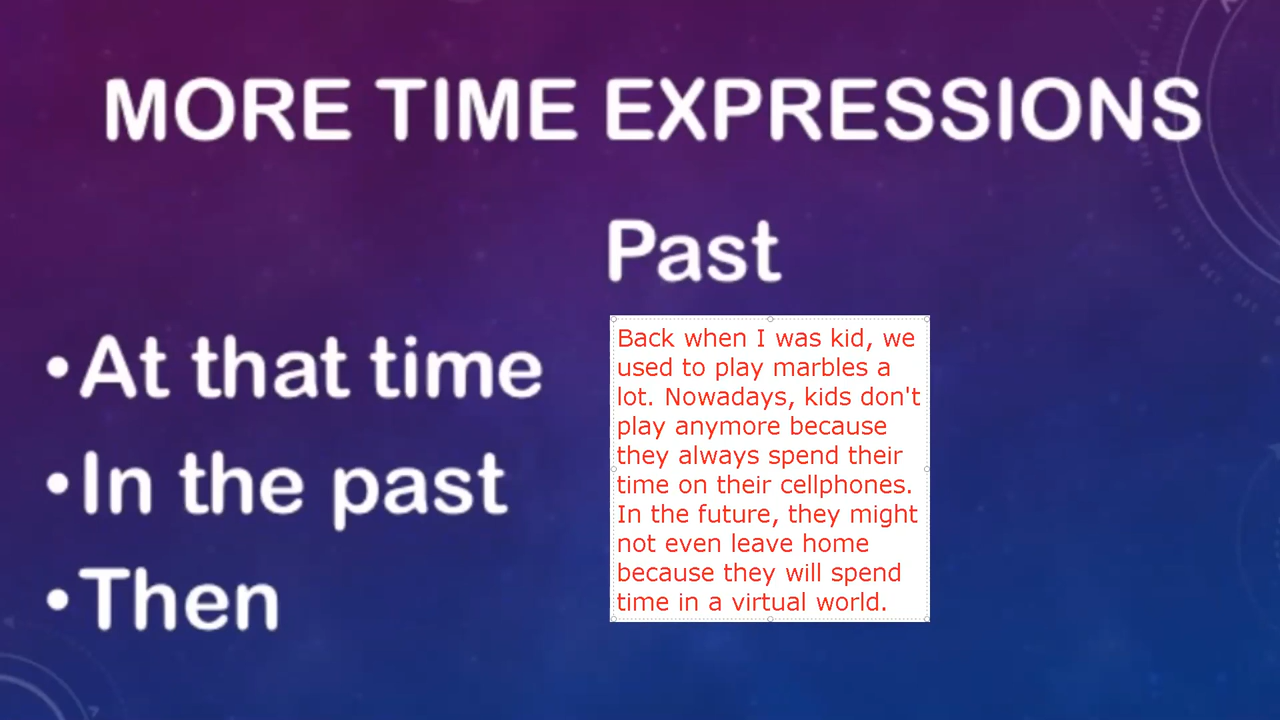 MORE TIME EXPRESSIONS
Past
•At that time
•In the past
•Then
Back when I was kid, we
used to play marbles a
lot. Nowadays, kids don't
play anymore because
they always spend their
time on their cellphones.
In the future, they might
not even leave home
because they will spend
time in a virtual world.